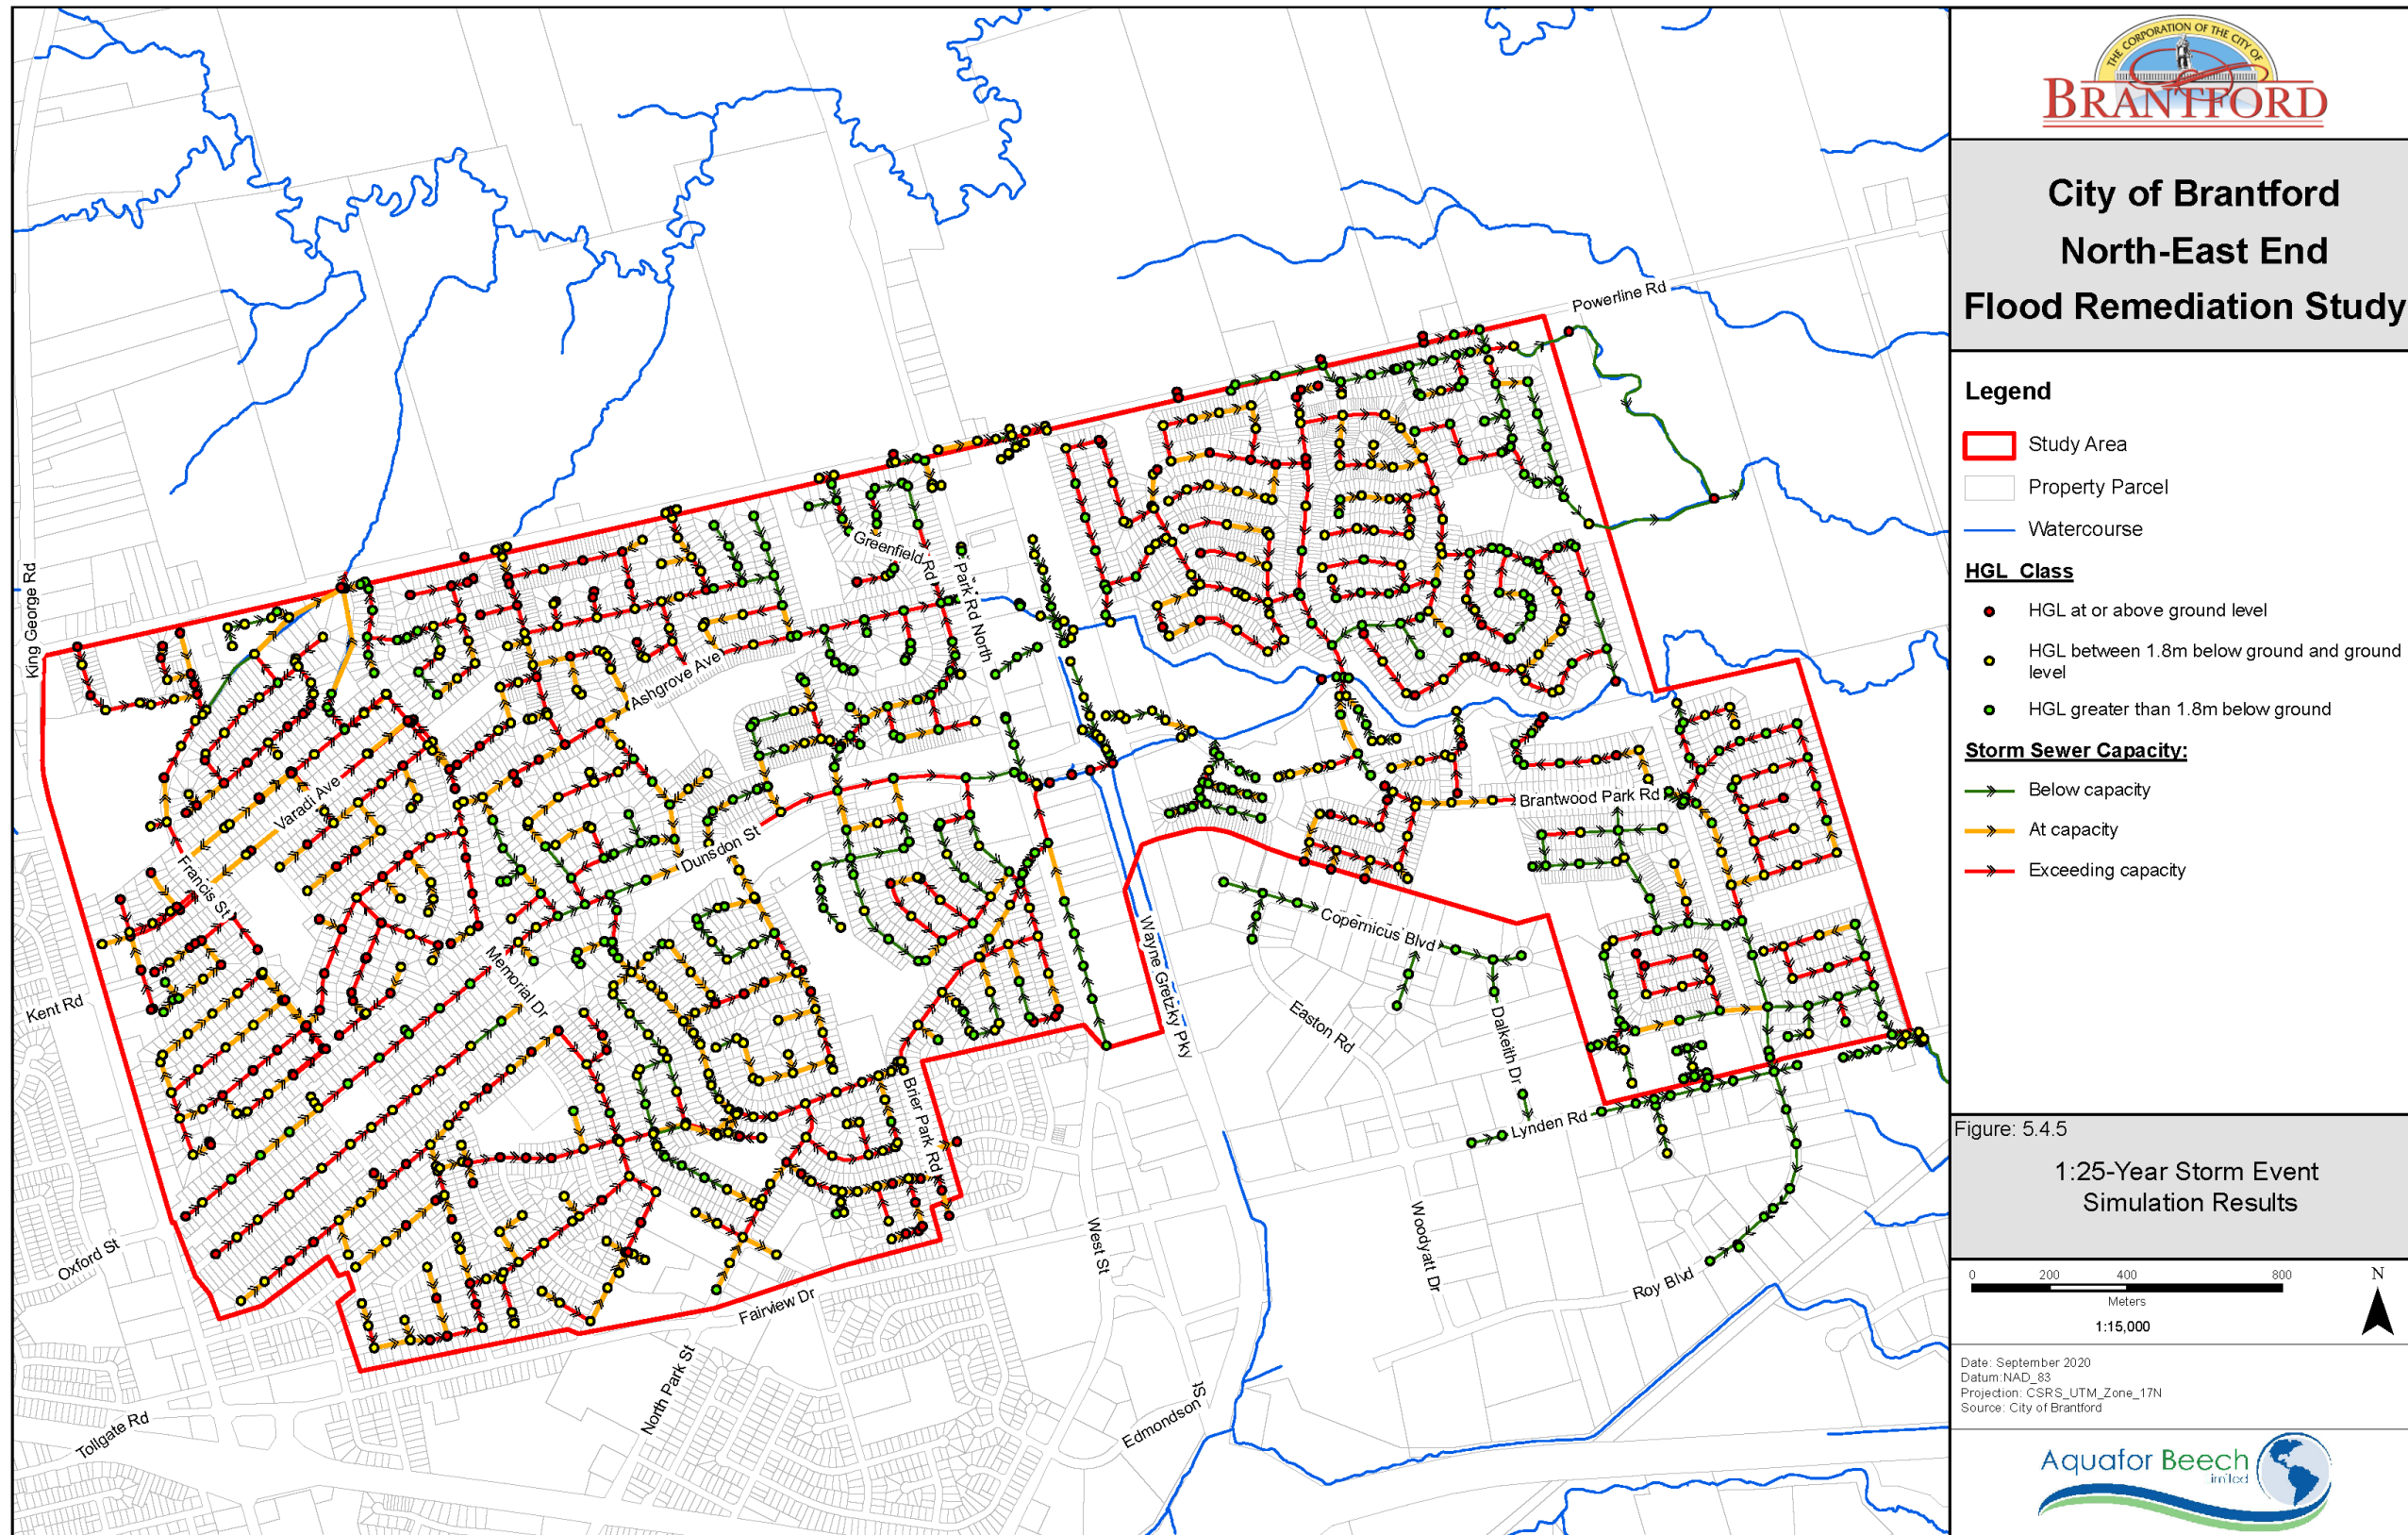 THE CORPORATION OF THE CITY OF
BRANTFORD
City of Brantford
North-East End
Flood Remediation Study
Legend
Study Area
Property Parcel
Watercourse
HGL Class
HGL at or above ground level
HGL between 1.8m below ground and ground
level
HGL greater than 1.8m below ground
Storm Sewer Capacity:
Below capacity
At capacity
Exceeding capacity
Figure: 5.4.5
1:25-Year Storm Event
Simulation Results
0 200 400 800
Meters
1:15,000
N
Date: September 2020
Datum:NAD_83
Projection: CSRS_UTM_Zone_17N
Source: City of Brantford
Aquafor Beech
Limited
Powerline Rd
King George Rd
Greenfield Rd
Park Rd North
Ashgrove Ave
Varadi Ave
Francis St
Dunsdon St
Brantwood Park Rd
Memorial Dr
Copernicus Blvd
Wayne Gretzky Pky
Kent Rd
Easton Rd
Dalkeith Dr
Lynden Rd
Brier Park Rd
Oxford St
West St
Woodyatt Dr
Roy Blvd
Fairview Dr
North Park St
Tollgate Rd
Edmondson St